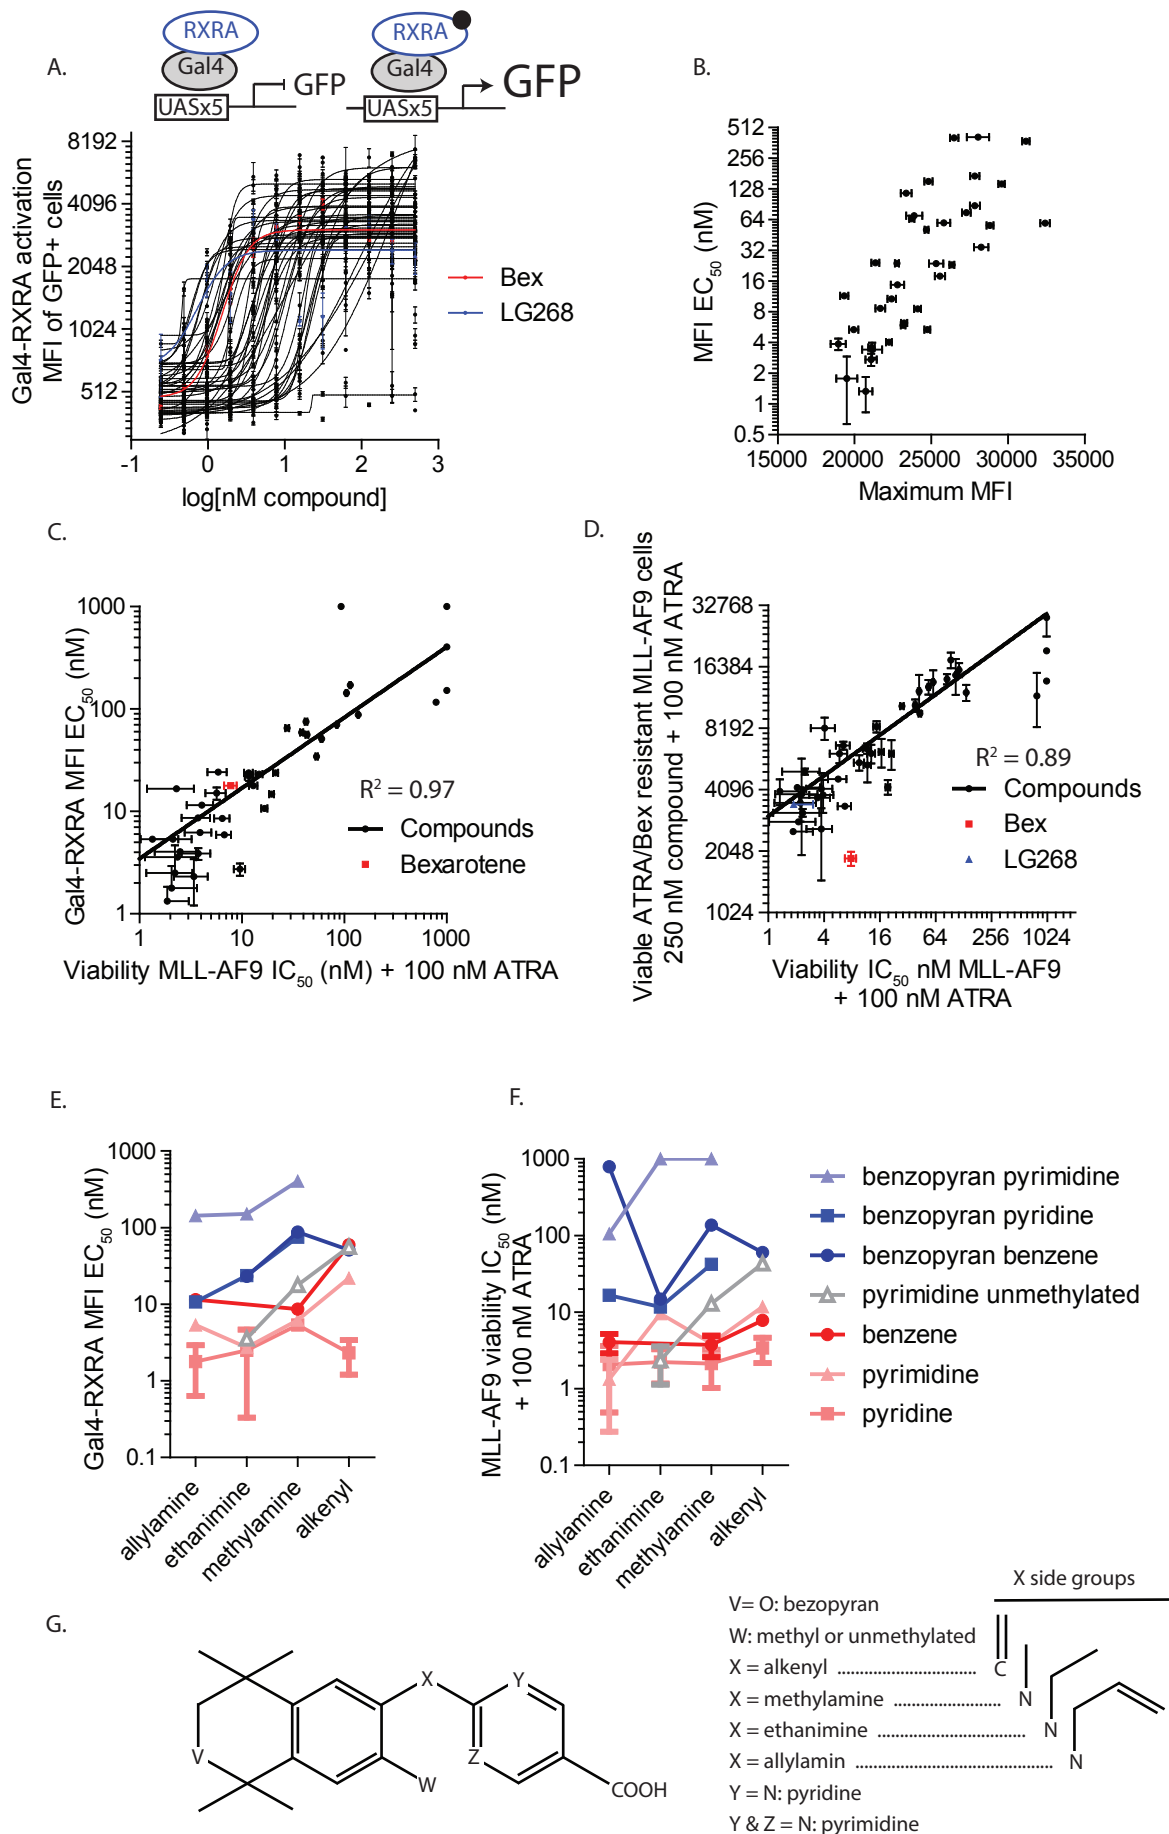 A.
RXRA
Gal4
UASx5
GFP
RXRA
Gal4
UASx5
GFP
Gal4-RXRA activation
MFI of GFP+ cells
8192
4096
2048
1024
512
-1
0
1
2
3
log[nM compound]
Bex
LG268
B.
MFI EC50 (nM)
512
256
128
64
32
16
8
4
2
1
0.5
15000
20000
25000
30000
35000
Maximum MFI
C.
Gal4-RXRA MFI EC50 (nM)
1000
100
10
1
1
10
100
1000
R2 = 0.97
Compounds
Bexarotene
Viability MLL-AF9 IC50 (nM) + 100 nM ATRA
D.
Viable ATRA/Bex resistant MLL-AF9 cells
250 nM compound + 100 nM ATRA
32768
16384
8192
4096
2048
1024
1
4
16
64
256
1024
R2 = 0.89
Compounds
Bex
LG268
Viability IC50 nM MLL-AF9
+ 100 nM ATRA
E.
Gal4-RXRA MFI EC50 (nM)
1000
100
10
1
0.1
allylamine
ethanimine
methylamine
alkenyl
F.
MLL-AF9 viability IC50 (nM)
+ 100 nM ATRA
1000
100
10
1
0.1
allylamine
ethanimine
methylamine
alkenyl
benzopyran pyrimidine
benzopyran pyridine
benzopyran benzene
pyrimidine unmethylated
benzene
pyrimidine
pyridine
G.
V
W
X
Y
Z
COOH
X side groups
V= O: bezopyran
W: methyl or unmethylated
X = alkenyl ................................ C
X = methylamine ........................ N
X = ethanimine .................................. N
X = allylamin ............................................ N
Y = N: pyridine
Y & Z = N: pyrimidine